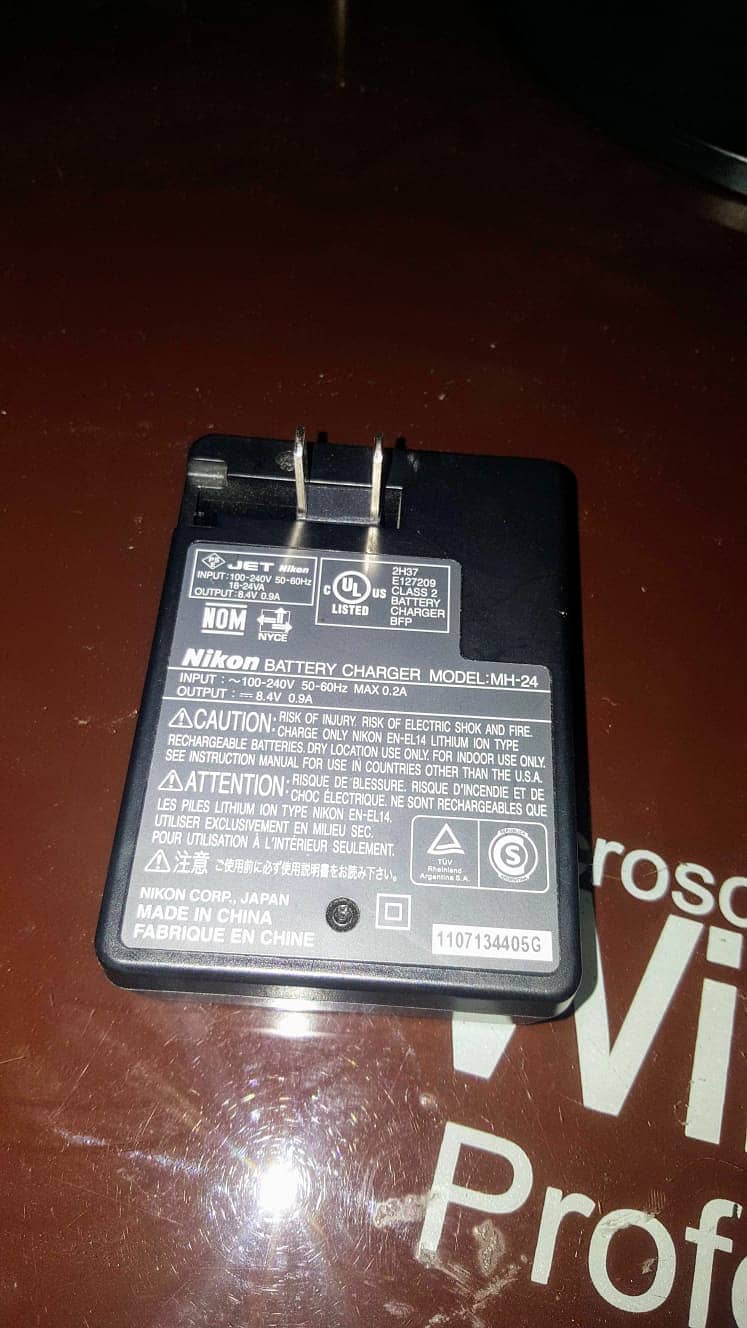 PS E JET Nikon
INPUT:100-240V 50-60Hz
18-24VA
OUTPUT:8.4V 0.9A
C UL US
LISTED
2H37
E127209
CLASS 2
BATTERY
CHARGER
BFP
NOM
NYCE
Nikon BATTERY CHARGER MODEL:MH-24
INPUT : ~100-240V 50-60Hz MAX 0.2A
OUTPUT : ⎓ 8.4V 0.9A
⚠CAUTION: RISK OF INJURY. RISK OF ELECTRIC SHOK AND FIRE.
CHARGE ONLY NIKON EN-EL14 LITHIUM ION TYPE
RECHARGEABLE BATTERIES. DRY LOCATION USE ONLY. FOR INDOOR USE ONLY.
SEE INSTRUCTION MANUAL FOR USE IN COUNTRIES OTHER THAN THE U.S.A.
⚠ATTENTION: RISQUE DE BLESSURE. RISQUE D'INCENDIE ET DE
CHOC ÉLECTRIQUE. NE SONT RECHARGEABLES QUE
LES PILES LITHIUM ION TYPE NIKON EN-EL14.
UTILISER EXCLUSIVEMENT EN MILIEU SEC.
POUR UTILISATION À L'INTÉRIEUR SEULEMENT.
TÜV
Rheinland
Argentina S.A.
S
ARGENTINA
⚠注意 ご使用前に必ず使用説明書をお読み下さい。
NIKON CORP., JAPAN
MADE IN CHINA
FABRIQUE EN CHINE
1107134405G
rosc
Wi
Profe